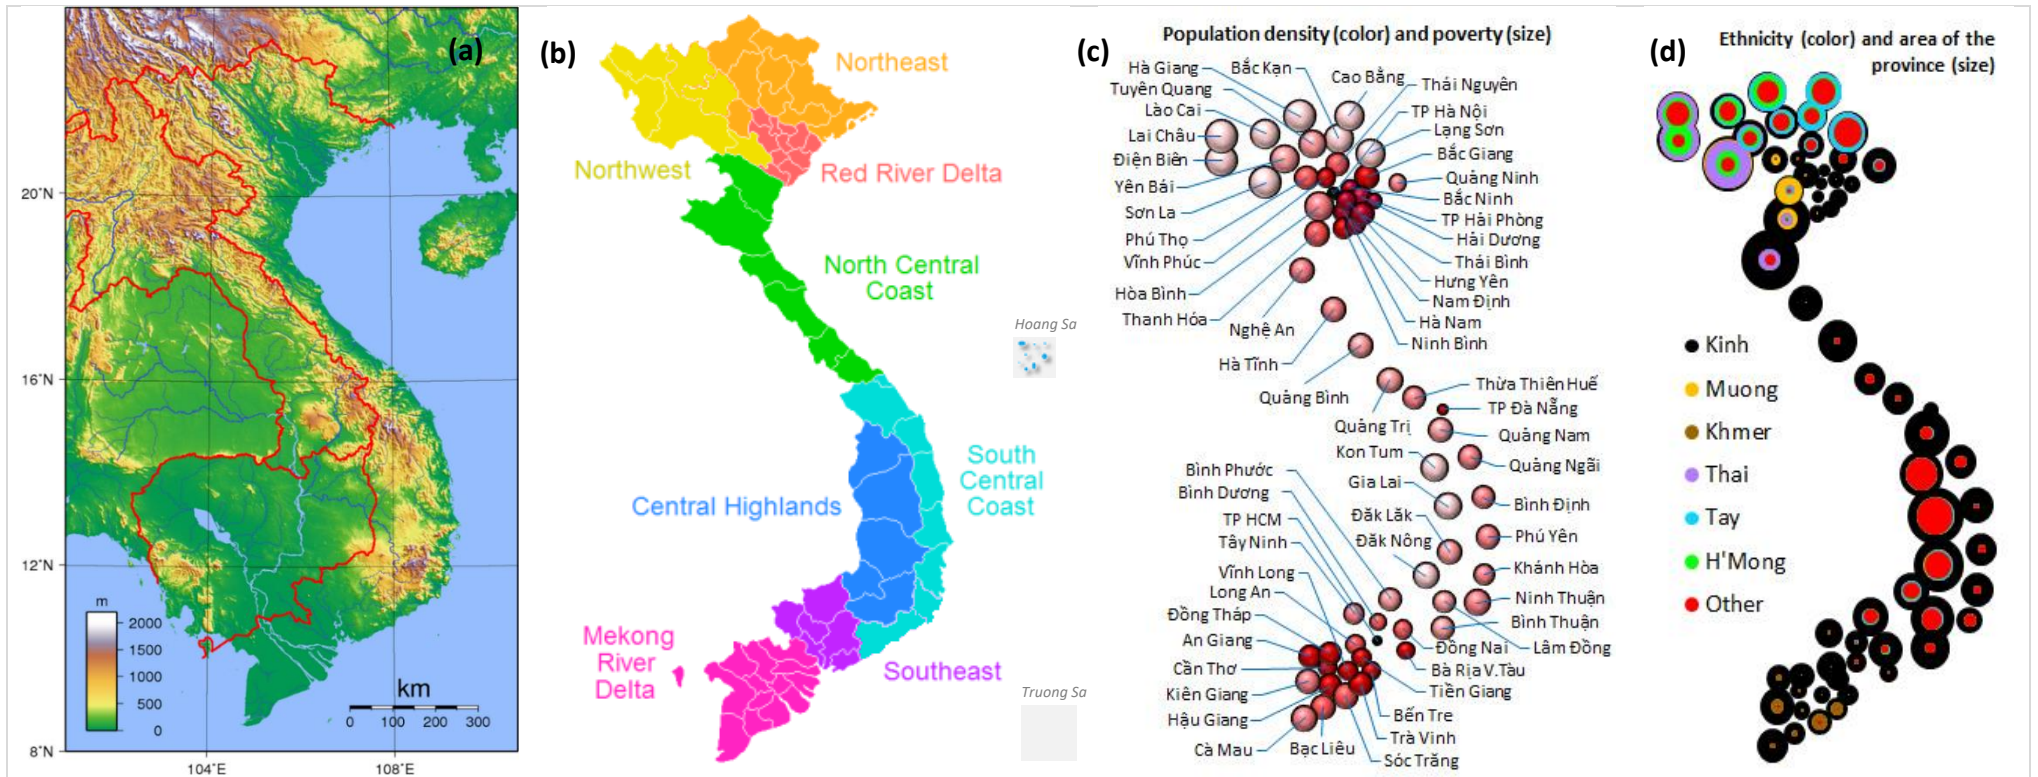 (a)
20°N
16°N
12°N
8°N
104°E
108°E
m
2000
1500
1000
500
0
km
0 100 200 300
(b)
Northeast
Northwest
Red River Delta
North Central
Coast
Hoang Sa
South
Central
Coast
Central Highlands
Mekong
River
Delta
Southeast
Truong Sa
(c)
Population density (color) and poverty (size)
Hà Giang
Bắc Kạn
Cao Bằng
Thái Nguyên
Tuyên Quang
TP Hà Nội
Lào Cai
Lạng Sơn
Lai Châu
Bắc Giang
Điện Biên
Quảng Ninh
Yên Bái
Bắc Ninh
Sơn La
TP Hải Phòng
Phú Thọ
Hải Dương
Vĩnh Phúc
Thái Bình
Hưng Yên
Hòa Bình
Nam Định
Thanh Hóa
Hà Nam
Nghệ An
Ninh Bình
Hà Tĩnh
Quảng Bình
Thừa Thiên Huế
TP Đà Nẵng
Quảng Trị
Quảng Nam
Kon Tum
Quảng Ngãi
Bình Phước
Gia Lai
Bình Dương
Bình Định
TP HCM
Đăk Lăk
Tây Ninh
Đăk Nông
Phú Yên
Vĩnh Long
Khánh Hòa
Long An
Ninh Thuận
Đồng Tháp
Bình Thuận
An Giang
Đồng Nai
Lâm Đồng
Cần Thơ
Bà Rịa V.Tàu
Kiên Giang
Tiền Giang
Hậu Giang
Bến Tre
Cà Mau
Bạc Liêu
Trà Vinh
Sóc Trăng
(d)
Ethnicity (color) and area of the
province (size)
Kinh
Muong
Khmer
Thai
Tay
H'Mong
Other